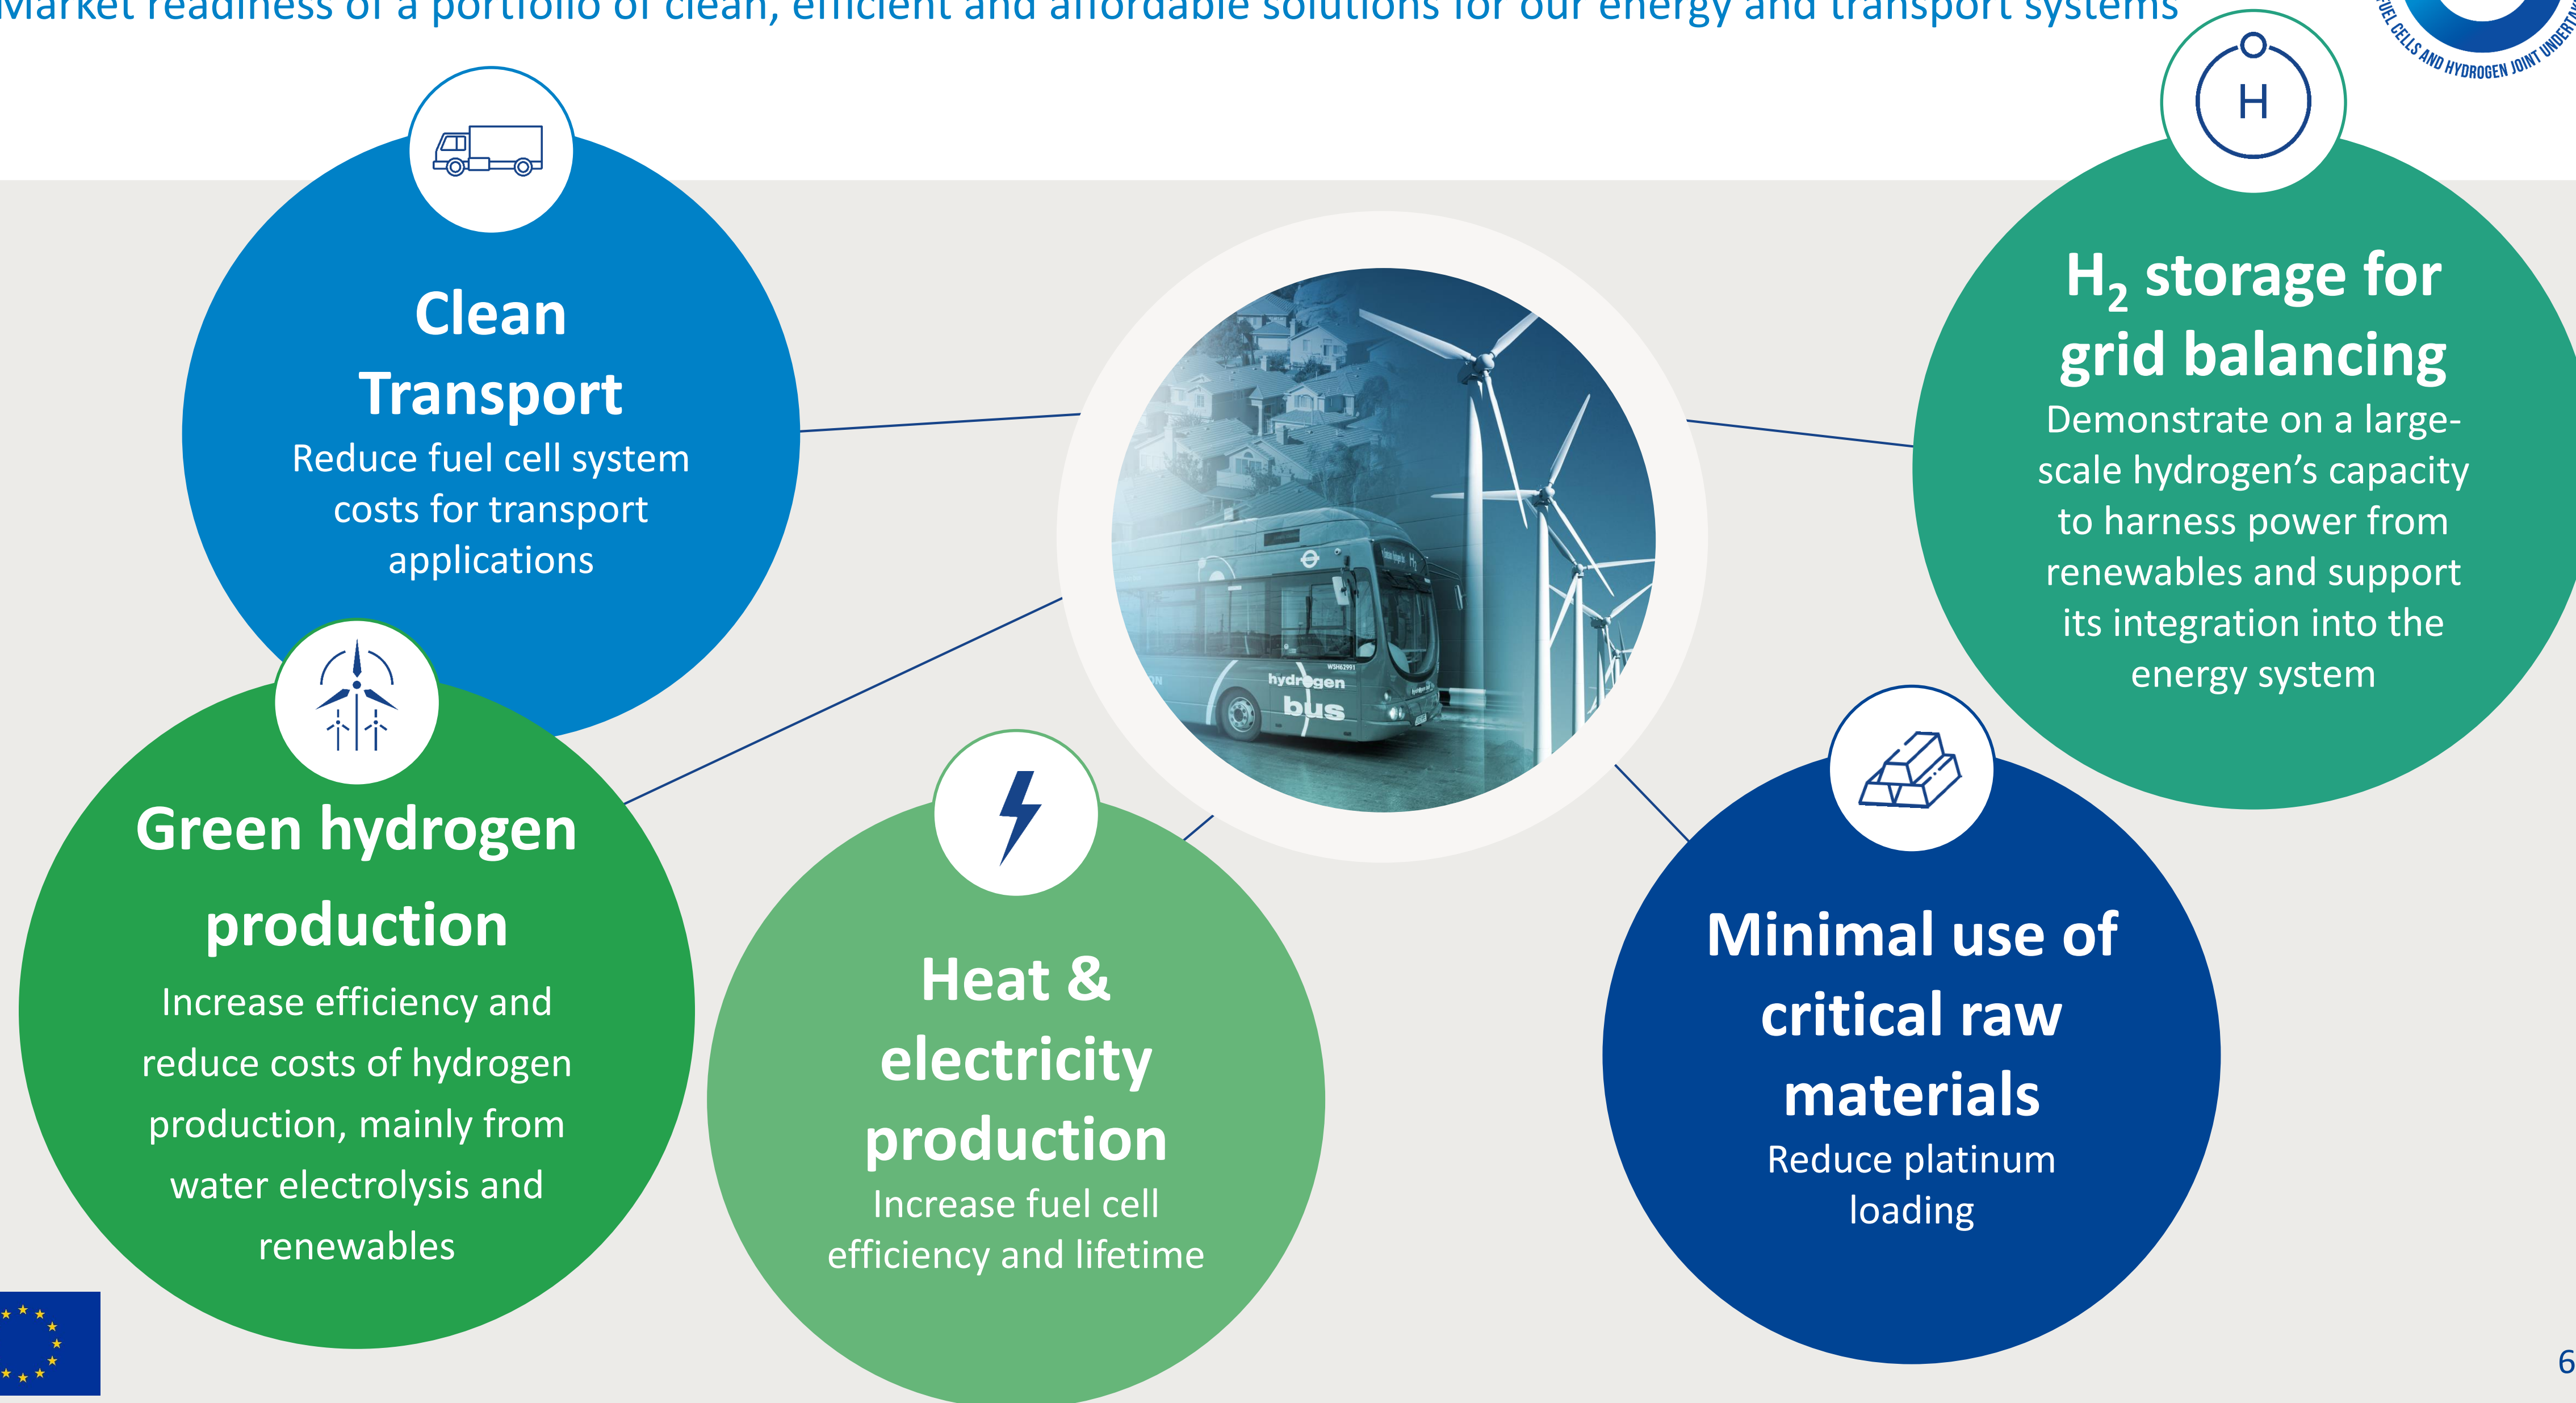 Market readiness of a portfolio of clean, efficient and affordable solutions for our energy and transport systems
FUEL CELLS AND HYDROGEN JOINT
H
Clean
Transport
Reduce fuel cell system
costs for transport
applications
H₂ storage for
grid balancing
Demonstrate on a large-
scale hydrogen’s capacity
to harness power from
renewables and support
its integration into the
energy system
WSH62991
hydrogen
bus
Green hydrogen
production
Increase efficiency and
reduce costs of hydrogen
production, mainly from
water electrolysis and
renewables
Heat &
electricity
production
Increase fuel cell
efficiency and lifetime
Minimal use of
critical raw
materials
Reduce platinum
loading
6